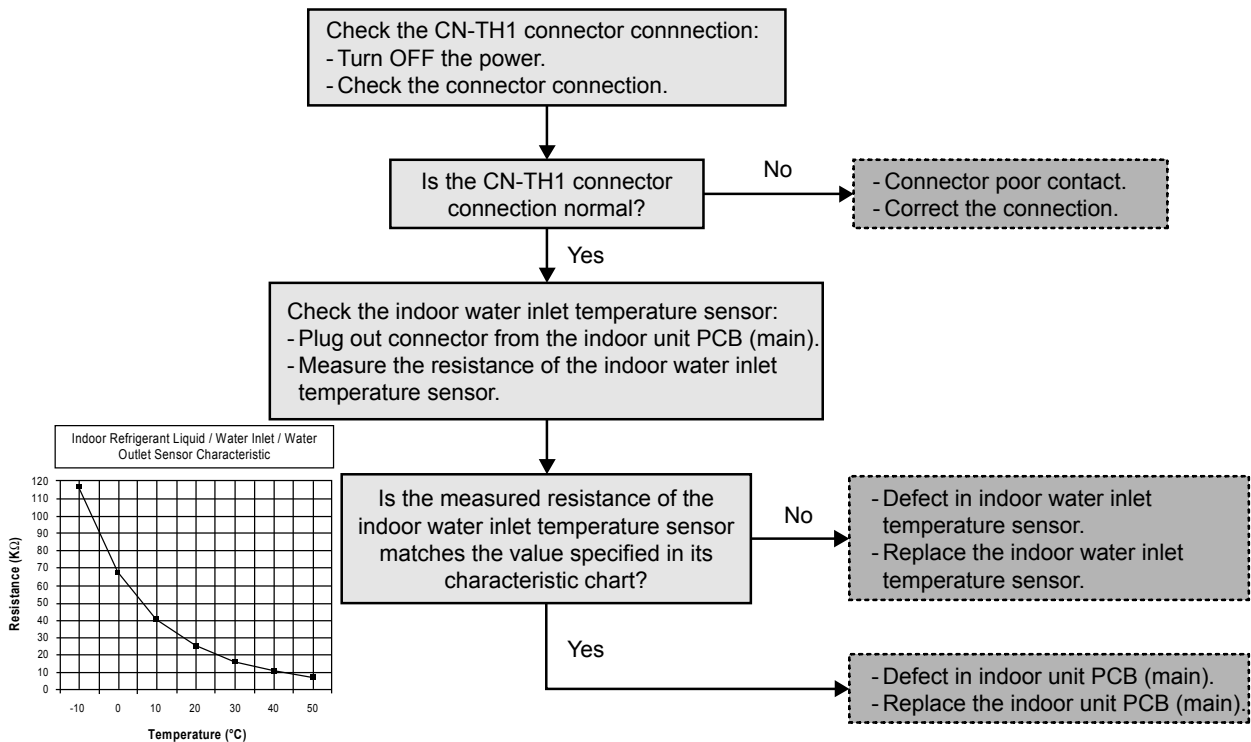 Check the CN-TH1 connector connnection:
- Turn OFF the power.
- Check the connector connection.
Is the CN-TH1 connector
connection normal?
No
- Connector poor contact.
- Correct the connection.
Yes
Check the indoor water inlet temperature sensor:
- Plug out connector from the indoor unit PCB (main).
- Measure the resistance of the indoor water inlet
temperature sensor.
Indoor Refrigerant Liquid / Water Inlet / Water
Outlet Sensor Characteristic
Resistance (KΩ)
120
110
100
90
80
70
60
50
40
30
20
10
0
-10 0 10 20 30 40 50
Temperature (°C)
Is the measured resistance of the
indoor water inlet temperature sensor
matches the value specified in its
characteristic chart?
No
- Defect in indoor water inlet
temperature sensor.
- Replace the indoor water inlet
temperature sensor.
Yes
- Defect in indoor unit PCB (main).
- Replace the indoor unit PCB (main).